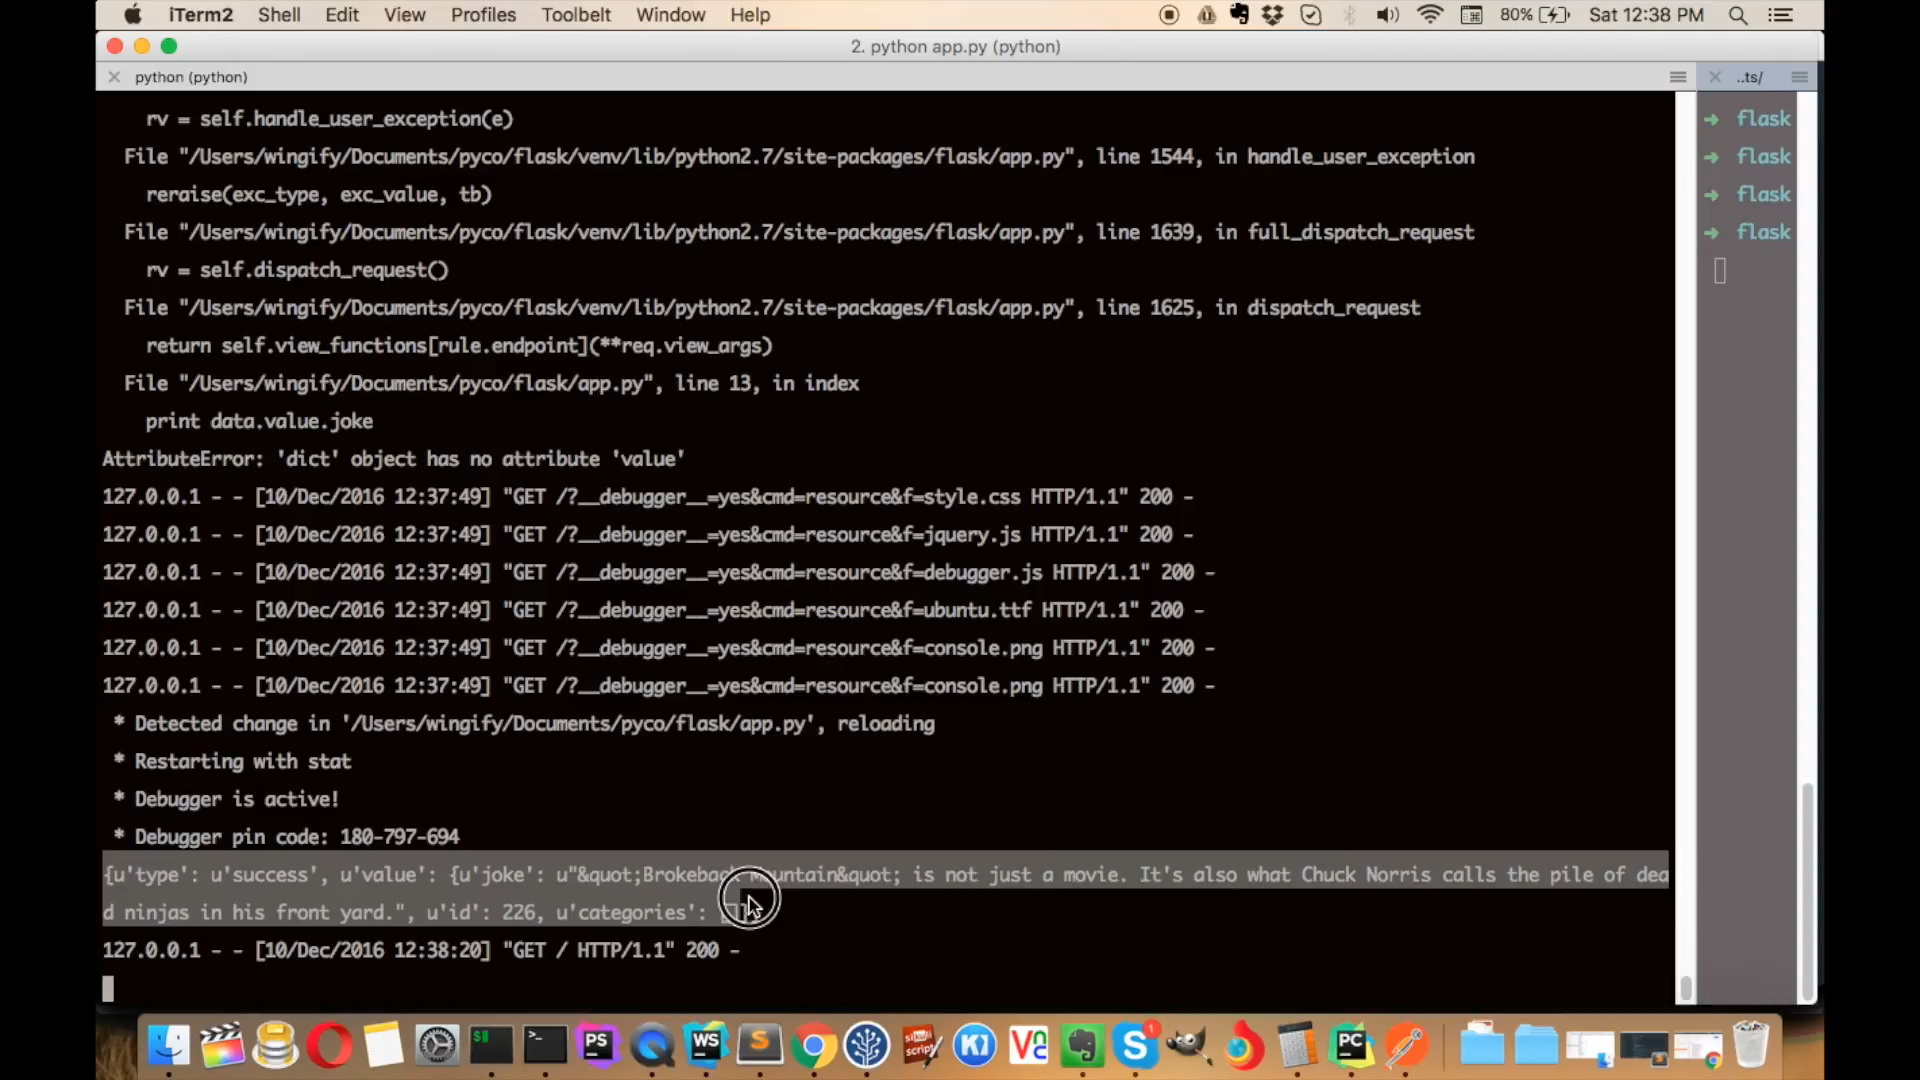 iTerm2 Shell Edit View Profiles Toolbelt Window Help 80% Sat 12:38 PM
2. python app.py (python)
python (python) ..ts/
rv = self.handle_user_exception(e)
File "/Users/wingify/Documents/pyco/flask/venv/lib/python2.7/site-packages/flask/app.py", line 1544, in handle_user_exception
reraise(exc_type, exc_value, tb)
File "/Users/wingify/Documents/pyco/flask/venv/lib/python2.7/site-packages/flask/app.py", line 1639, in full_dispatch_request
rv = self.dispatch_request()
File "/Users/wingify/Documents/pyco/flask/venv/lib/python2.7/site-packages/flask/app.py", line 1625, in dispatch_request
return self.view_functions[rule.endpoint](**req.view_args)
File "/Users/wingify/Documents/pyco/flask/app.py", line 13, in index
print data.value.joke
AttributeError: 'dict' object has no attribute 'value'
127.0.0.1 - - [10/Dec/2016 12:37:49] "GET /?__debugger__=yes&cmd=resource&f=style.css HTTP/1.1" 200 -
127.0.0.1 - - [10/Dec/2016 12:37:49] "GET /?__debugger__=yes&cmd=resource&f=jquery.js HTTP/1.1" 200 -
127.0.0.1 - - [10/Dec/2016 12:37:49] "GET /?__debugger__=yes&cmd=resource&f=debugger.js HTTP/1.1" 200 -
127.0.0.1 - - [10/Dec/2016 12:37:49] "GET /?__debugger__=yes&cmd=resource&f=ubuntu.ttf HTTP/1.1" 200 -
127.0.0.1 - - [10/Dec/2016 12:37:49] "GET /?__debugger__=yes&cmd=resource&f=console.png HTTP/1.1" 200 -
127.0.0.1 - - [10/Dec/2016 12:37:49] "GET /?__debugger__=yes&cmd=resource&f=console.png HTTP/1.1" 200 -
* Detected change in '/Users/wingify/Documents/pyco/flask/app.py', reloading
* Restarting with stat
* Debugger is active!
* Debugger pin code: 180-797-694
{u'type': u'success', u'value': {u'joke': u"&quot;Brokeback Mountain&quot; is not just a movie. It's also what Chuck Norris calls the pile of dea
d ninjas in his front yard.", u'id': 226, u'categories':
127.0.0.1 - - [10/Dec/2016 12:38:20] "GET / HTTP/1.1" 200 -
flask
flask
flask
flask
PS WS S script K VNC S 1 PC